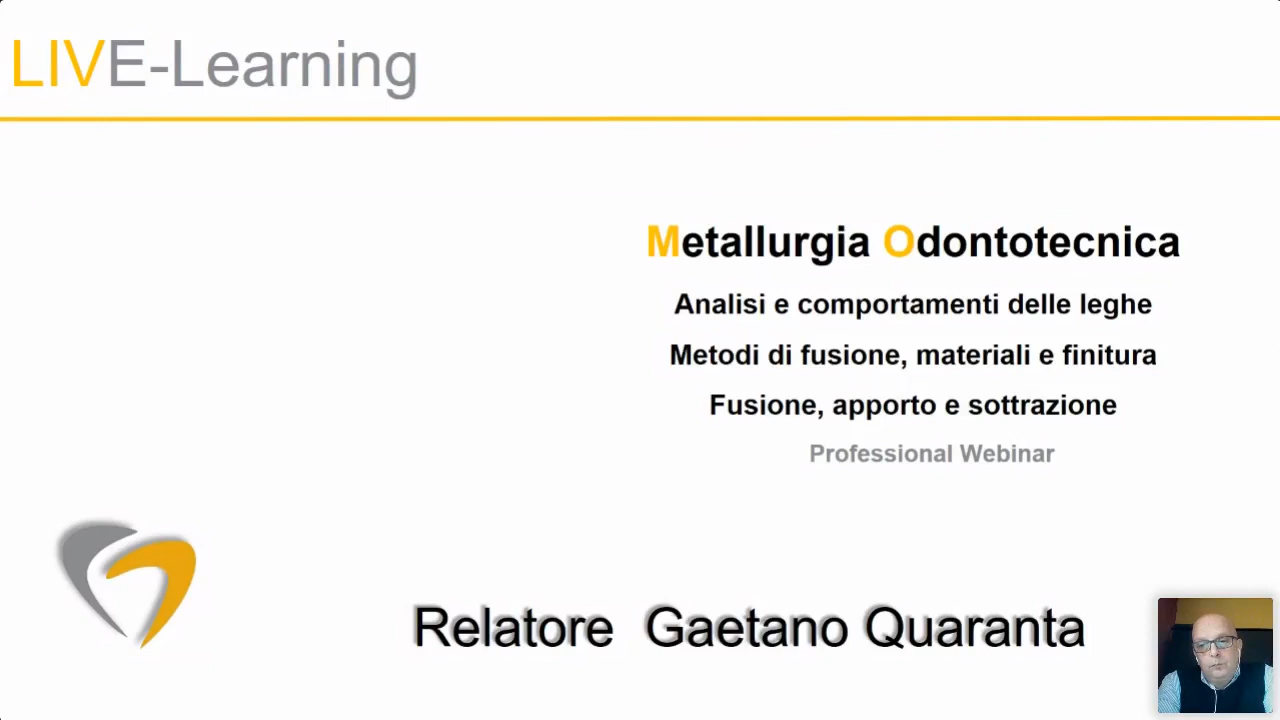 LIVE-Learning
Metallurgia Odontotecnica
Analisi e comportamenti delle leghe
Metodi di fusione, materiali e finitura
Fusione, apporto e sottrazione
Professional Webinar
Relatore Gaetano Quaranta